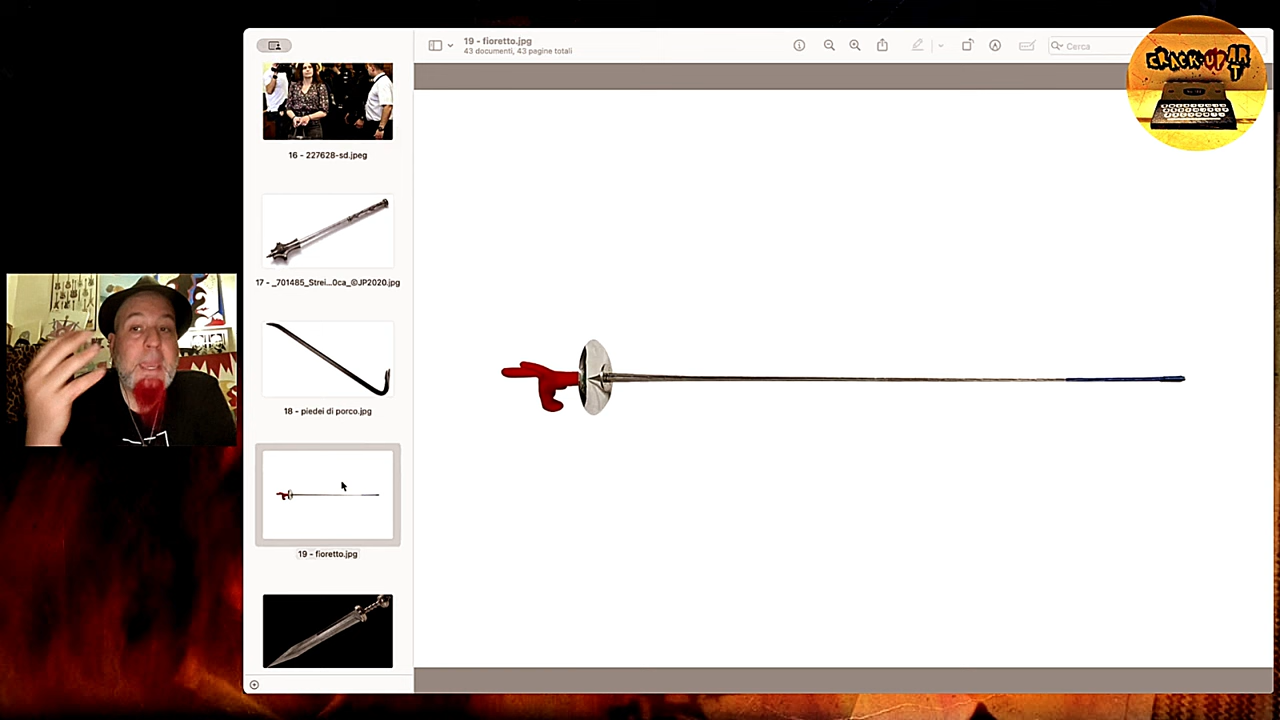 19 - fioretto.jpg
43 documenti, 43 pagine totali
Cerca
CRACK-UP ART
16 - 227628-sd.jpeg
17 - _701485_Strei...0ca_©JP2020.jpg
18 - piedei di porco.jpg
19 - fioretto.jpg